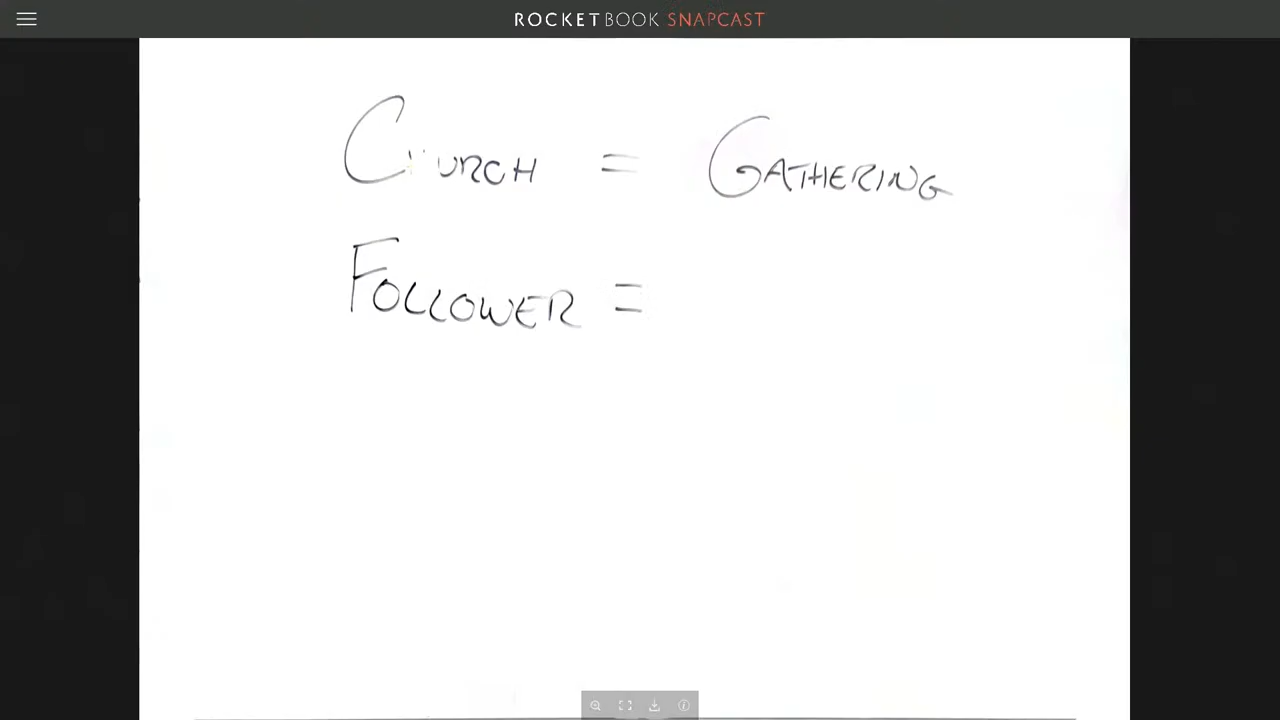 ROCKETBOOK SNAPCAST
CHURCH = GATHERING
FOLLOWER =